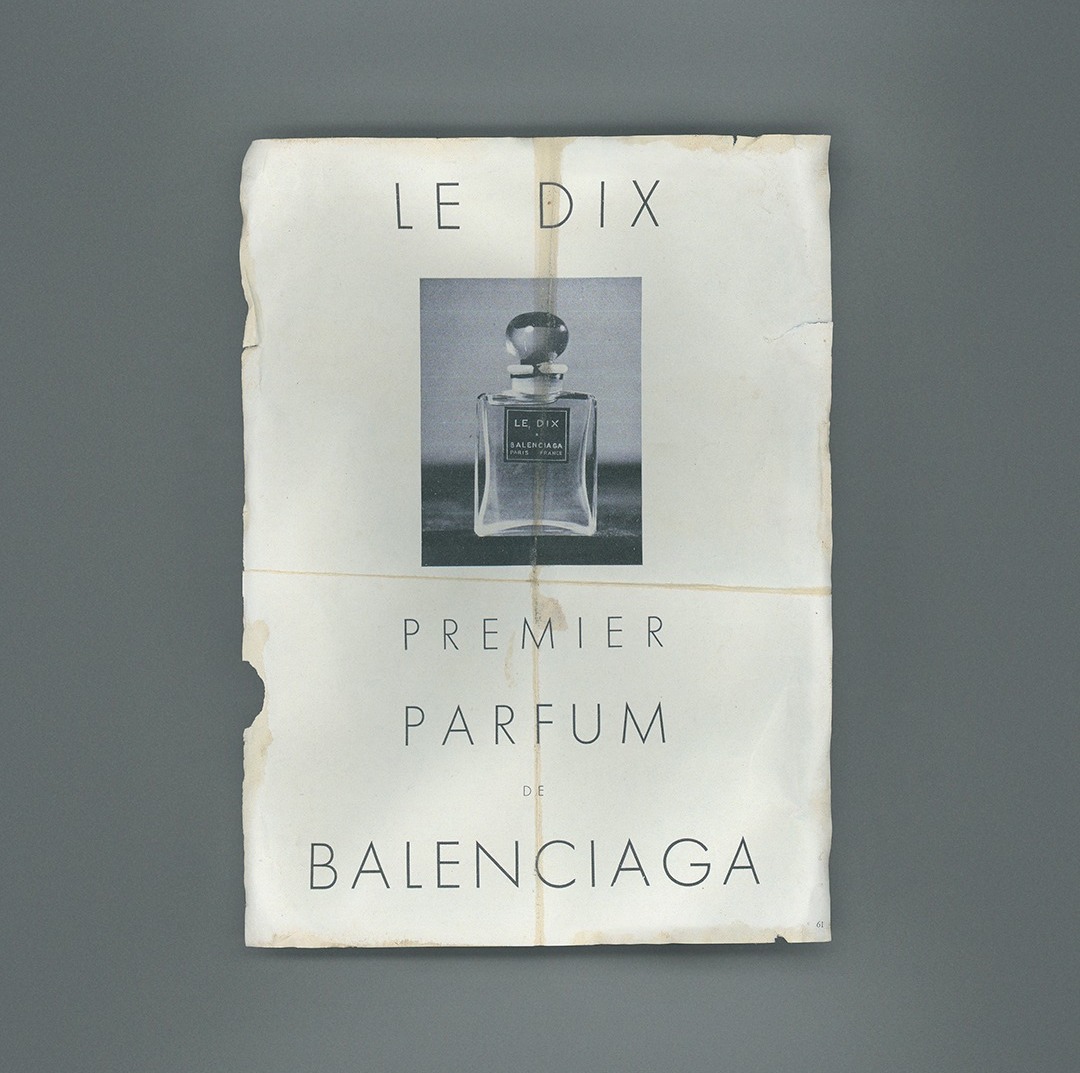 LE DIX
LE DIX
BALENCIAGA
PARIS FRANCE
PREMIER
PARFUM
DE
BALENCIAGA
61